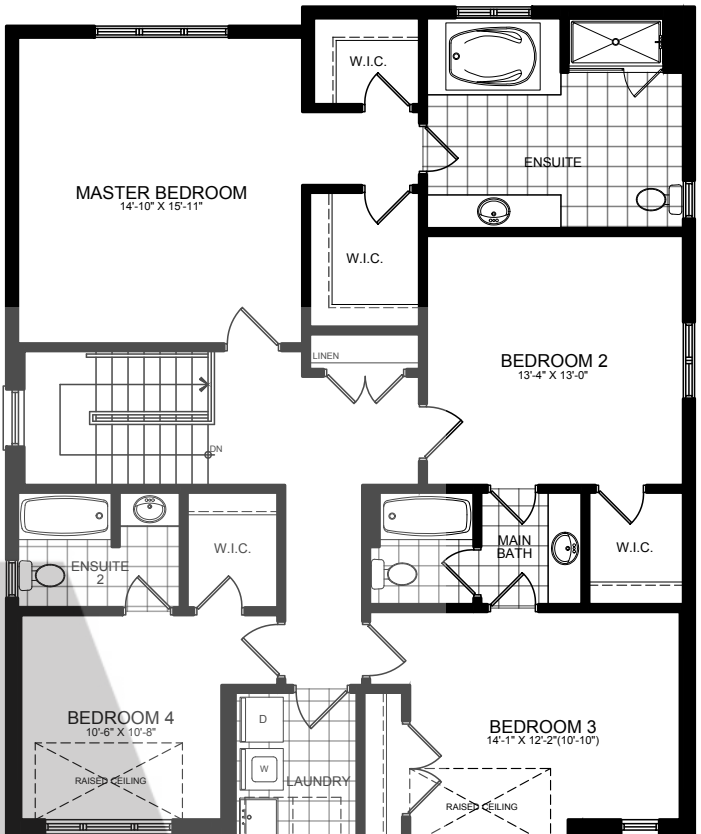 W.I.C.
ENSUITE
MASTER BEDROOM
14'-10" X 15'-11"
W.I.C.
LINEN
BEDROOM 2
13'-4" X 13'-0"
DN
ENSUITE
2
W.I.C.
MAIN
BATH
W.I.C.
BEDROOM 4
10'-6" X 10'-8"
RAISED CEILING
D
W
LAUNDRY
BEDROOM 3
14'-1" X 12'-2"(10'-10")
RAISED CEILING